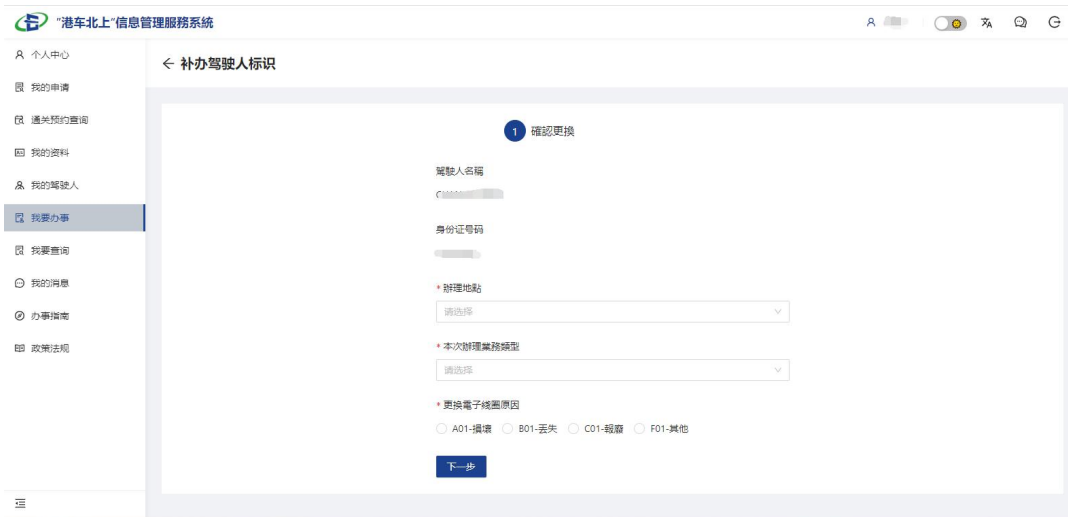 "港车北上"信息管理服務系統
个人中心
我的申请
通关预约查询
我的资料
我的驾驶人
我要办事
我要查询
我的消息
办事指南
政策法规
← 补办驾驶人标识
1 確認更換
駕駛人名稱
身份证号码
* 辦理地點
请选择
* 本次辦理業務類型
请选择
* 更换電子綫圈原因
A01-損壞 B01-丟失 C01-報廢 F01-其他
下一步